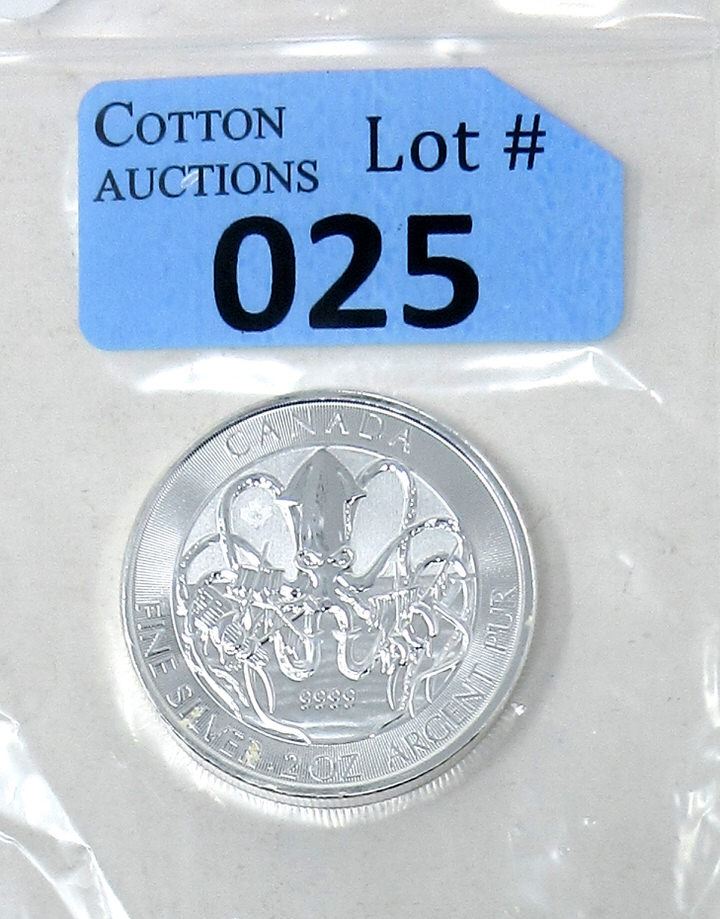 COTTON
AUCTIONS
Lot #
025
CANADA
9999
FINE SILVER 2 OZ ARGENT PUR